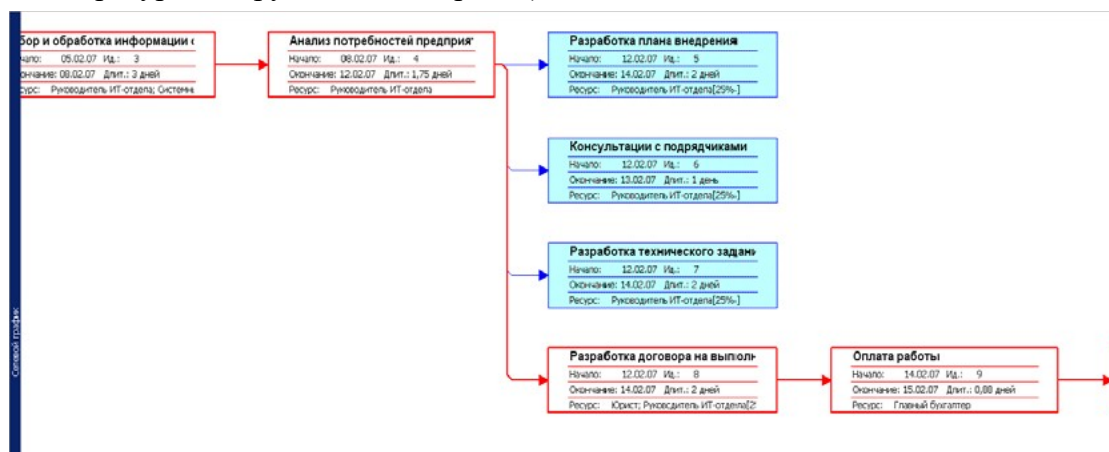 бор и обработка информации с
чало: 05.02.07 Ид.: 3
ончание: 08.02.07 Длит.: 3 дней
сурс: Руководитель ИТ-отдела; Системн
Анализ потребностей предприят
Начало: 08.02.07 Ид.: 4
Окончание: 12.02.07 Длит.: 1,75 дней
Ресурс: Руководитель ИТ-отдела
Разработка плана внедрения
Начало: 12.02.07 Ид.: 5
Окончание: 14.02.07 Длит.: 2 дней
Ресурс: Руководитель ИТ-отдела[25%-]
Консультации с подрядчиками
Начало: 12.02.07 Ид.: 6
Окончание: 13.02.07 Длит.: 1 день
Ресурс: Руководитель ИТ-отдела[25%-]
Разработка технического задани
Начало: 12.02.07 Ид.: 7
Окончание: 14.02.07 Длит.: 2 дней
Ресурс: Руководитель ИТ-отдела[25%-]
Разработка договора на выполн
Начало: 12.02.07 Ид.: 8
Окончание: 14.02.07 Длит.: 2 дней
Ресурс: Юрист; Руководитель ИТ-отдела[2
Оплата работы
Начало: 14.02.07 Ид.: 9
Окончание: 15.02.07 Длит.: 0,88 дней
Ресурс: Главный бухгалтер
Сетевой график